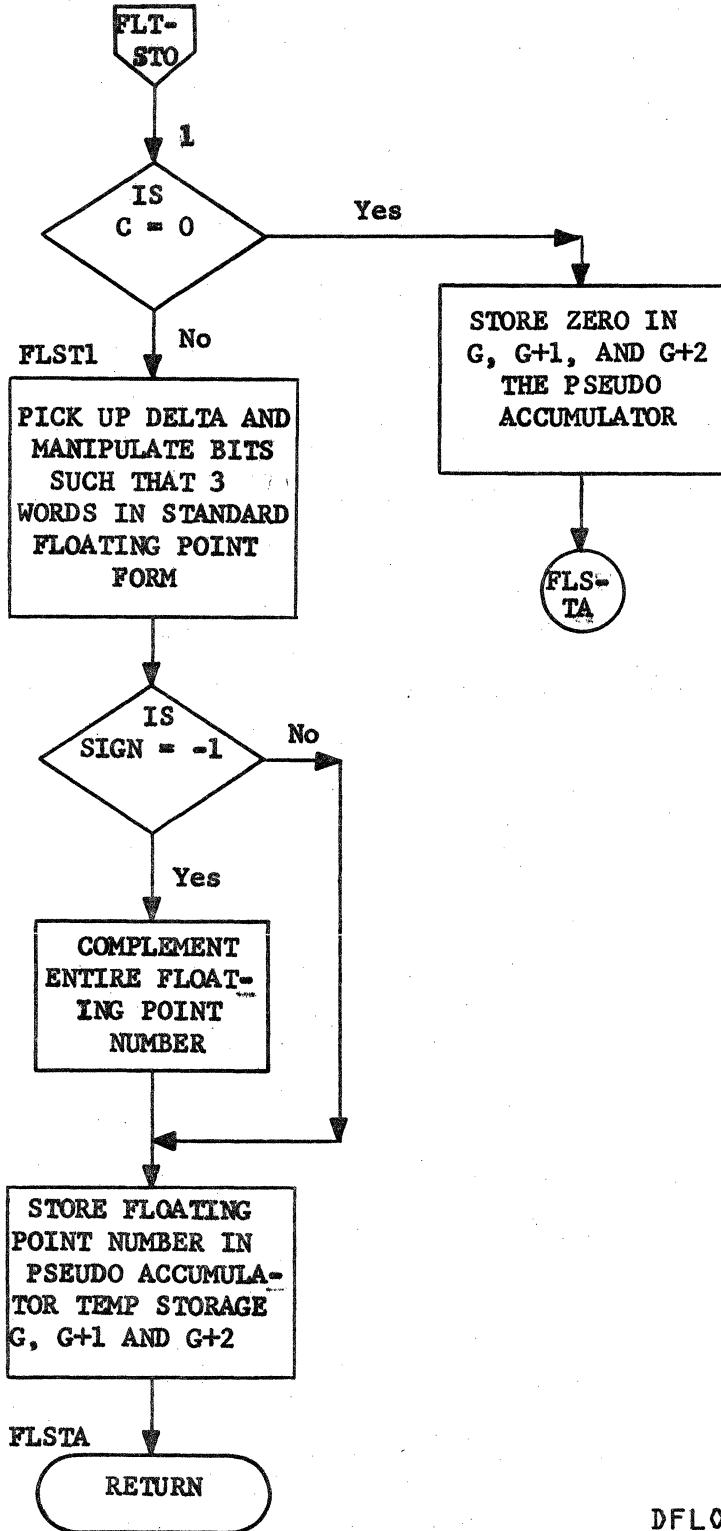 FLT-
STO
1
IS
C = 0
Yes
No
STORE ZERO IN
G, G+1, AND G+2
THE PSEUDO
ACCUMULATOR
FLS-
TA
FLST1
PICK UP DELTA AND
MANIPULATE BITS
SUCH THAT 3
WORDS IN STANDARD
FLOATING POINT
FORM
IS
SIGN = -1
No
Yes
COMPLEMENT
ENTIRE FLOAT-
ING POINT
NUMBER
STORE FLOATING
POINT NUMBER IN
PSEUDO ACCUMULA-
TOR TEMP STORAGE
G, G+1 AND G+2
FLSTA
RETURN